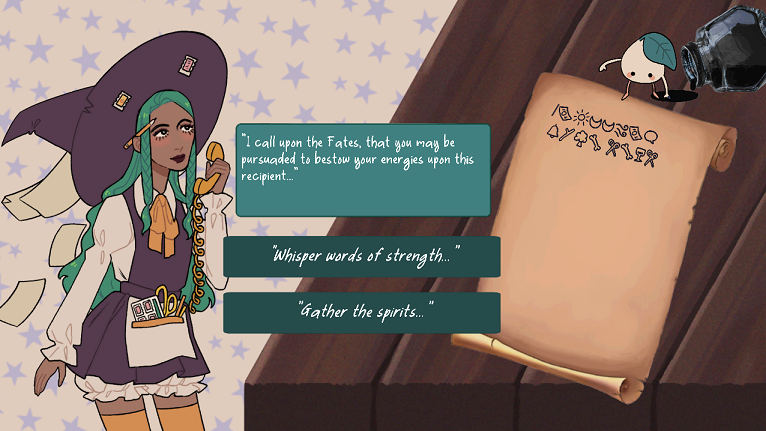 "I call upon the Fates, that you may be
pursuaded to bestow your energies upon this
recipient..."
"Whisper words of strength..."
"Gather the spirits..."